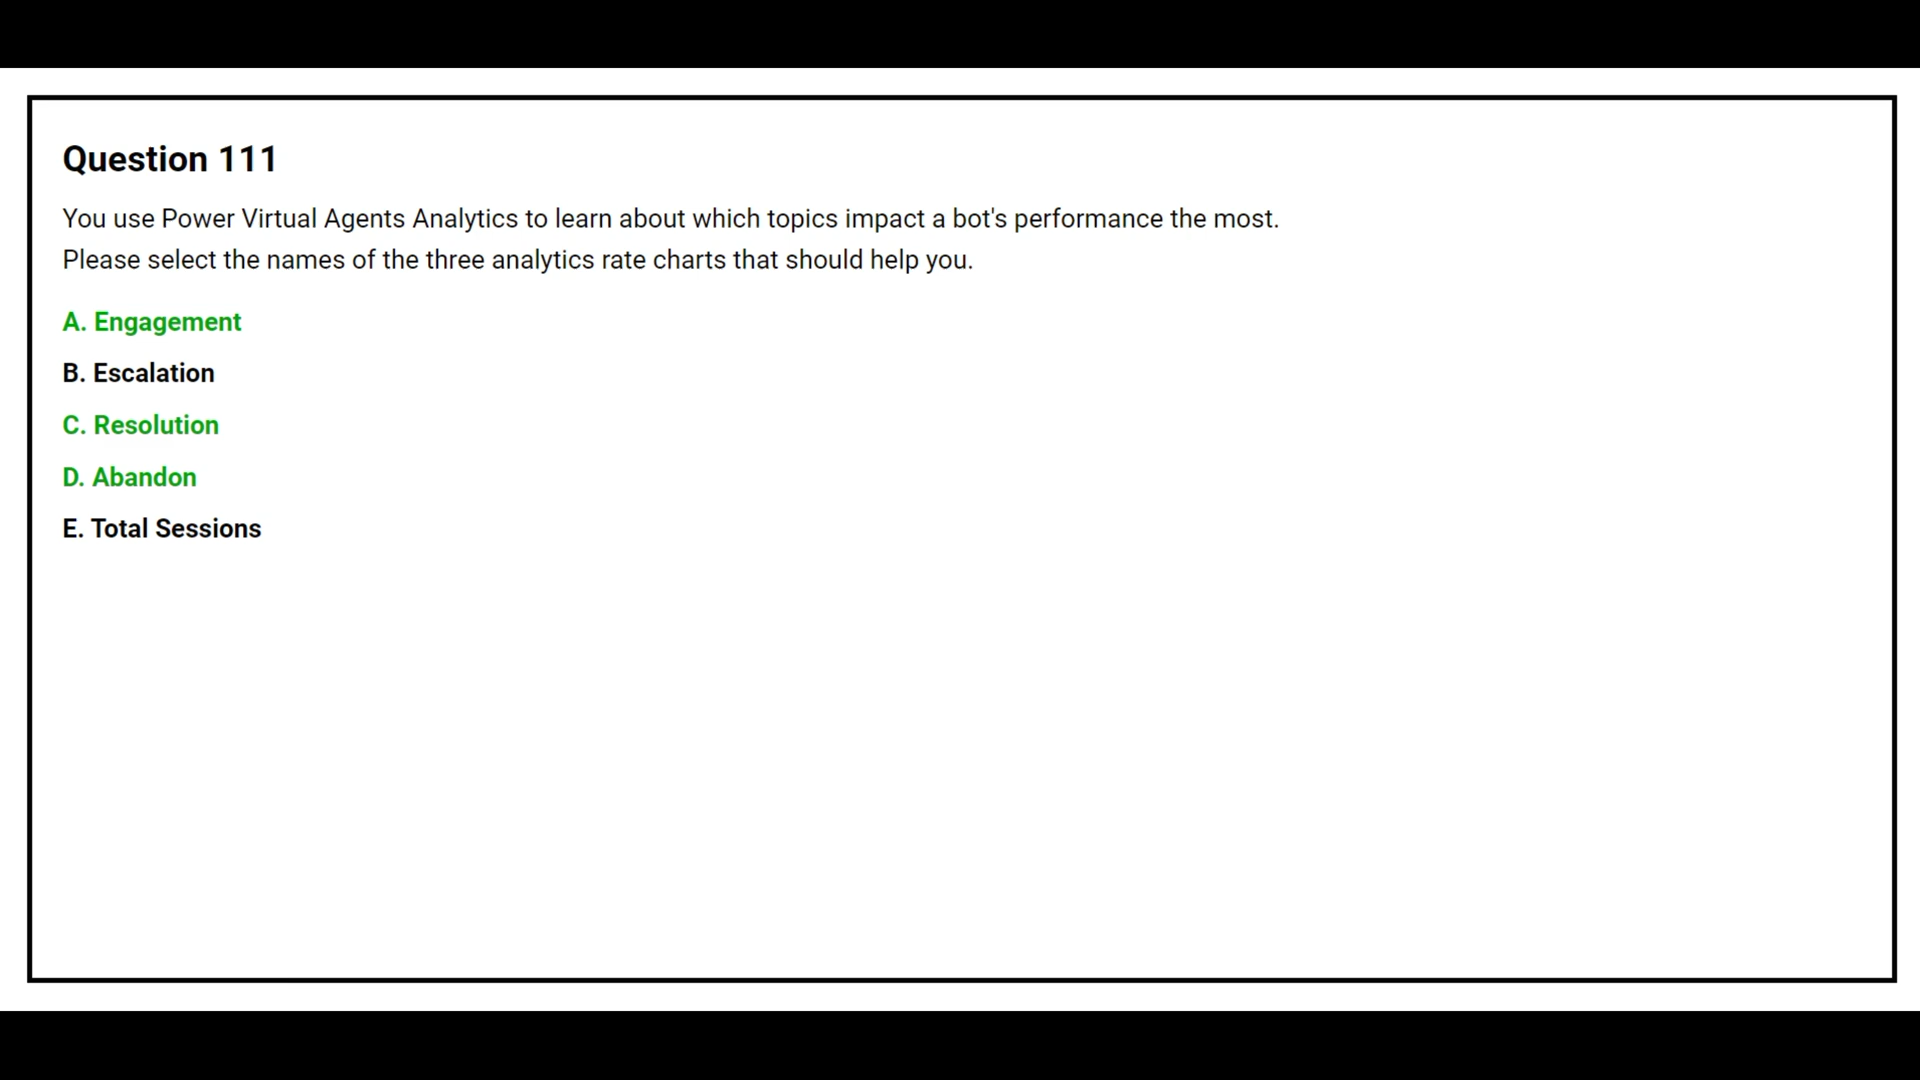 Question 111
You use Power Virtual Agents Analytics to learn about which topics impact a bot's performance the most.
Please select the names of the three analytics rate charts that should help you.
A. Engagement
B. Escalation
C. Resolution
D. Abandon
E. Total Sessions